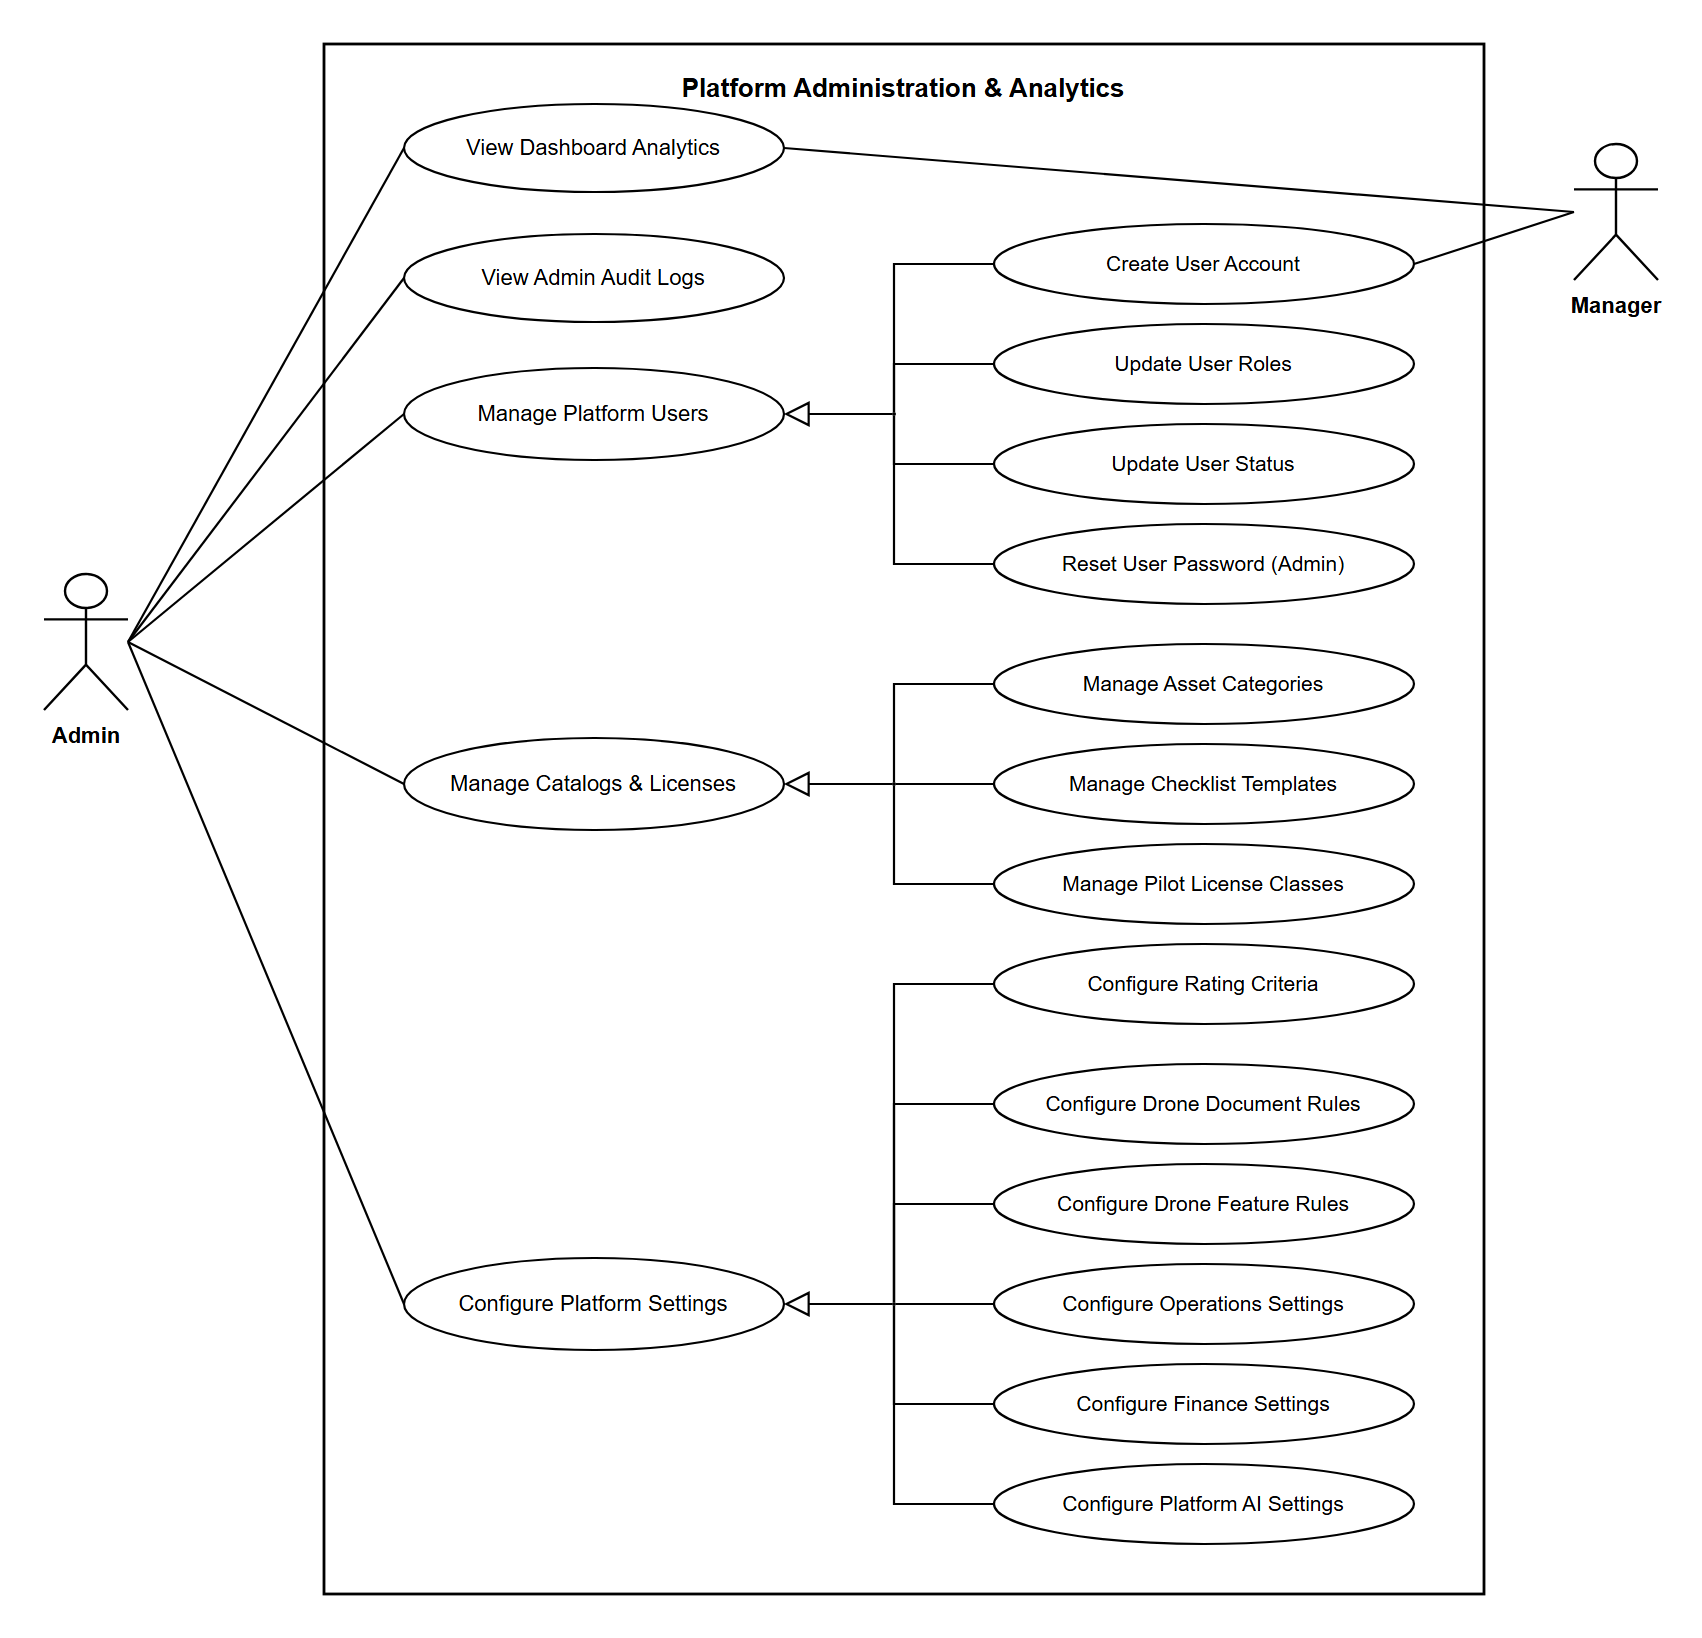 Platform Administration & Analytics
View Dashboard Analytics
View Admin Audit Logs
Manage Platform Users
Create User Account
Update User Roles
Update User Status
Reset User Password (Admin)
Manager
Admin
Manage Catalogs & Licenses
Manage Asset Categories
Manage Checklist Templates
Manage Pilot License Classes
Configure Platform Settings
Configure Rating Criteria
Configure Drone Document Rules
Configure Drone Feature Rules
Configure Operations Settings
Configure Finance Settings
Configure Platform AI Settings